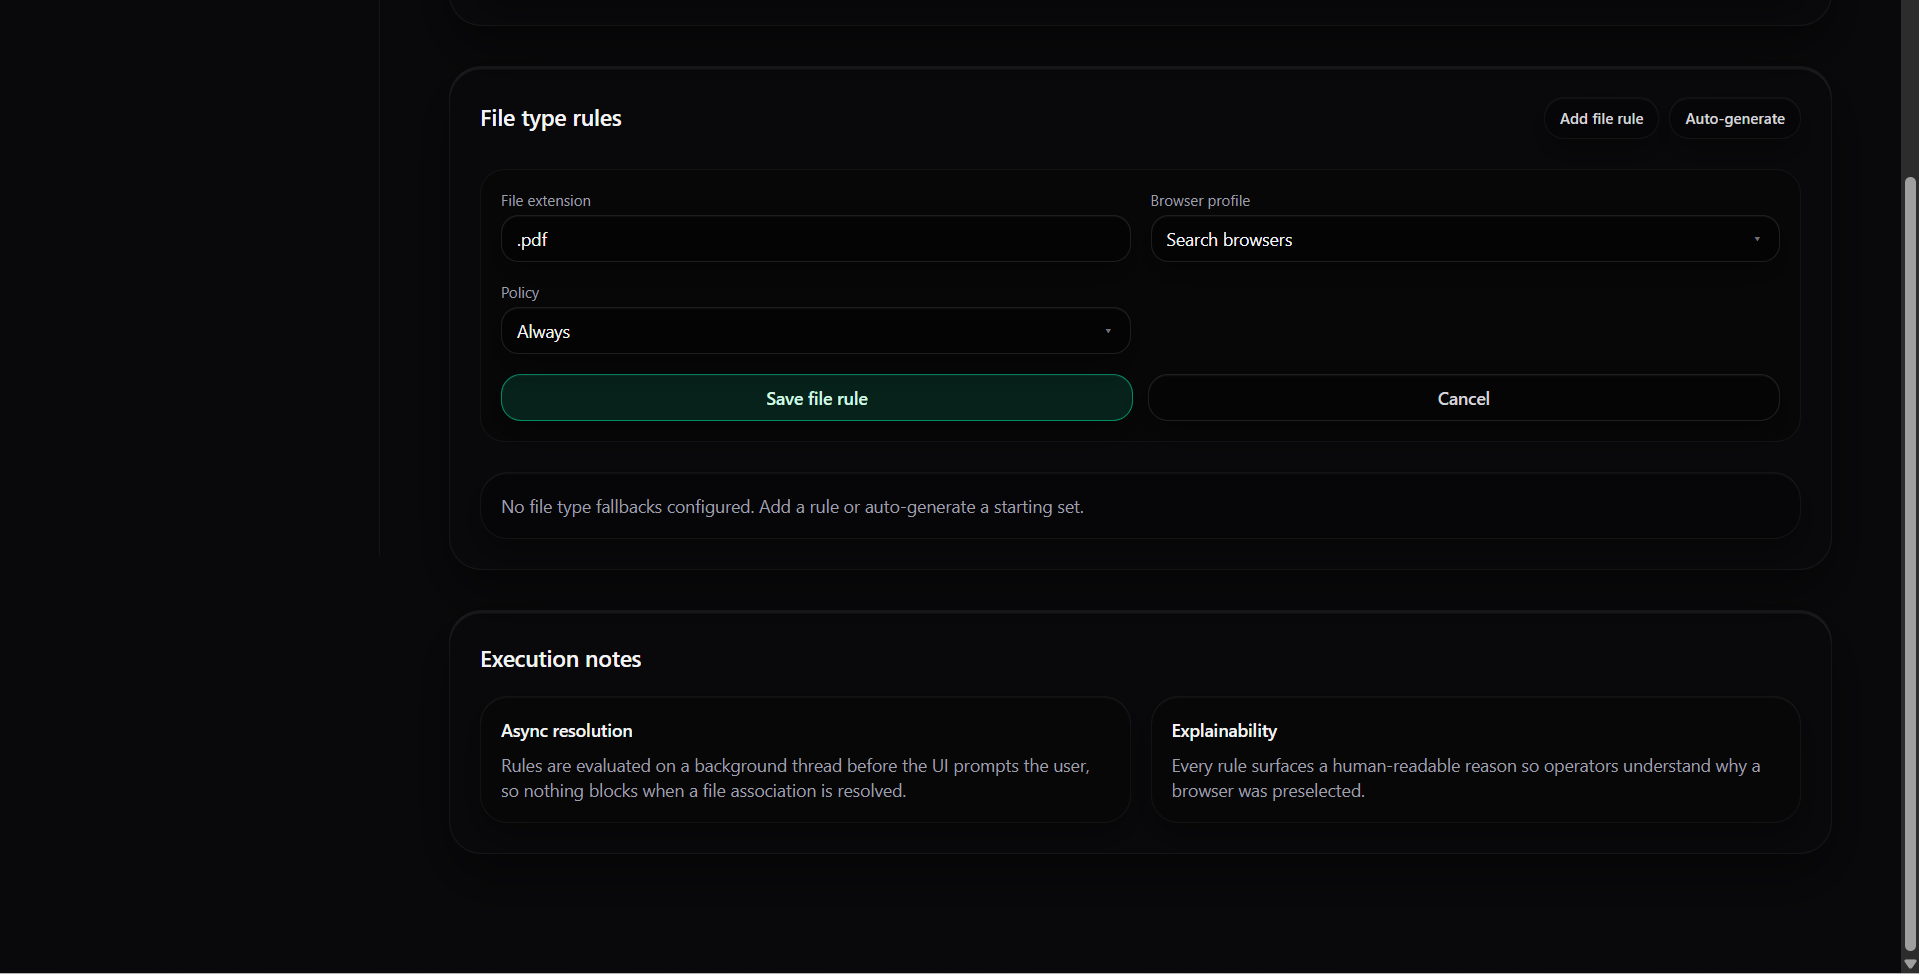 File type rules
Add file rule
Auto-generate
File extension
Browser profile
.pdf
Search browsers
Policy
Always
Save file rule
Cancel
No file type fallbacks configured. Add a rule or auto-generate a starting set.
Execution notes
Async resolution
Rules are evaluated on a background thread before the UI prompts the user,
so nothing blocks when a file association is resolved.
Explainability
Every rule surfaces a human-readable reason so operators understand why a
browser was preselected.